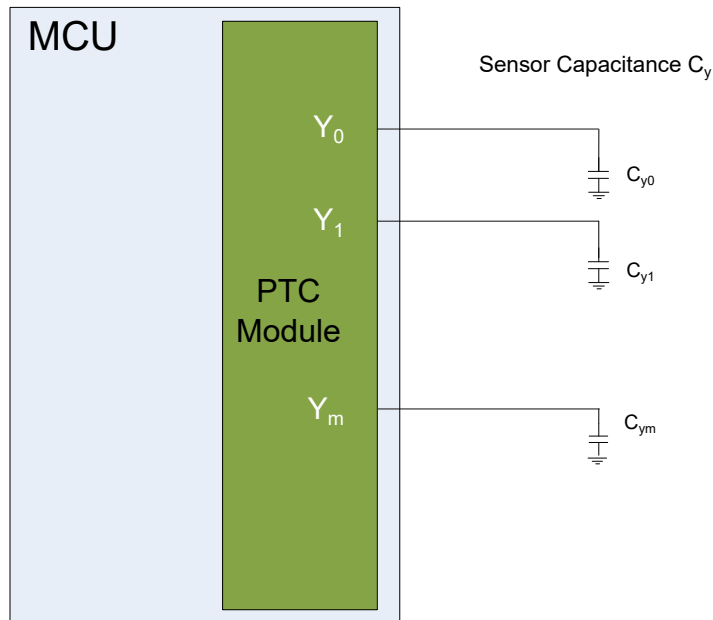 MCU
Sensor Capacitance Cy
Y0
Cy0
Y1
Cy1
PTC
Module
Ym
Cym